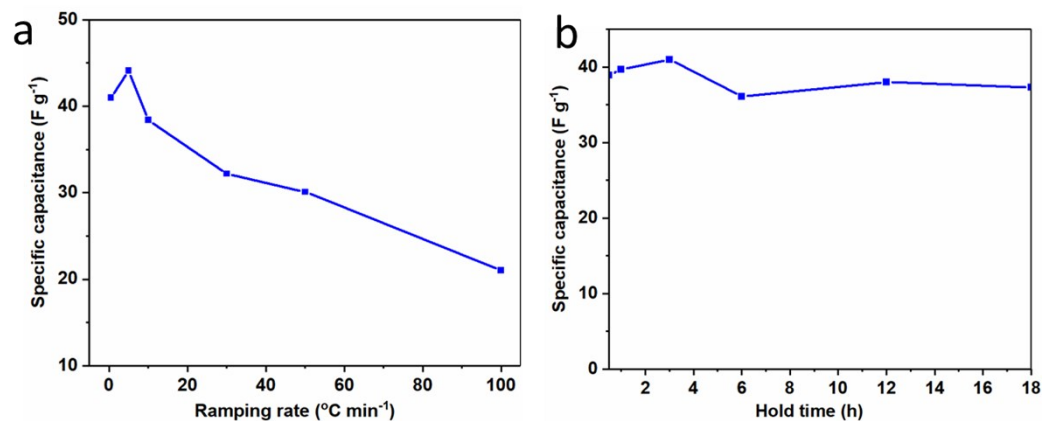 a
50
40
30
20
10
Specific capacitance (F g⁻¹)
0 20 40 60 80 100
Ramping rate (°C min⁻¹)
b
40
30
20
10
0
Specific capacitance (F g⁻¹)
2 4 6 8 10 12 14 16 18
Hold time (h)